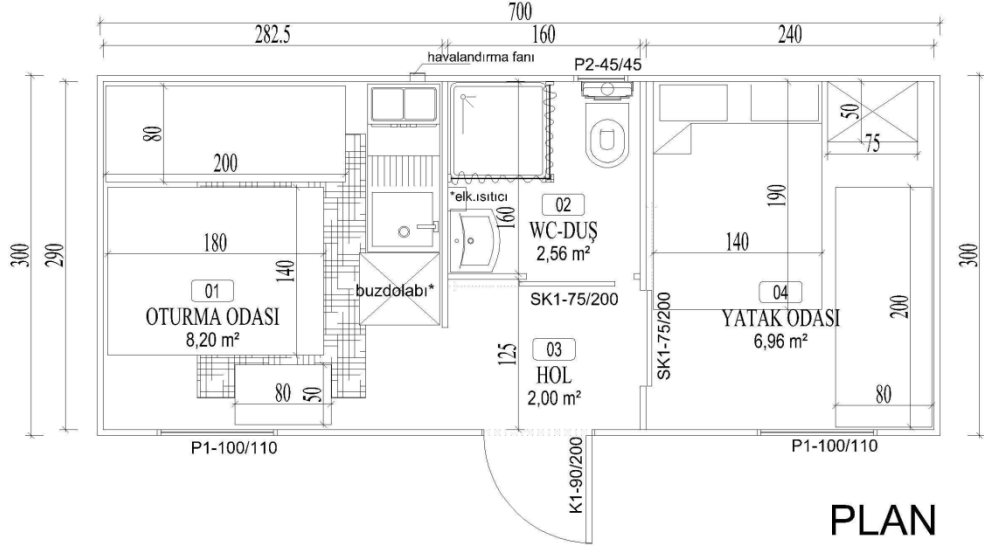 700
282.5
160
240
havalandırma fanı
P2-45/45
300
290
80
200
50
75
300
*elk.ısıtıcı
160
02
WC-DUŞ
2,56 m²
190
140
180
140
01
OTURMA ODASI
8,20 m²
buzdolabı*
SK1-75/200
SK1-75/200
04
YATAK ODASI
6,96 m²
200
125
03
HOL
2,00 m²
80
50
80
P1-100/110
K1-90/200
P1-100/110
PLAN